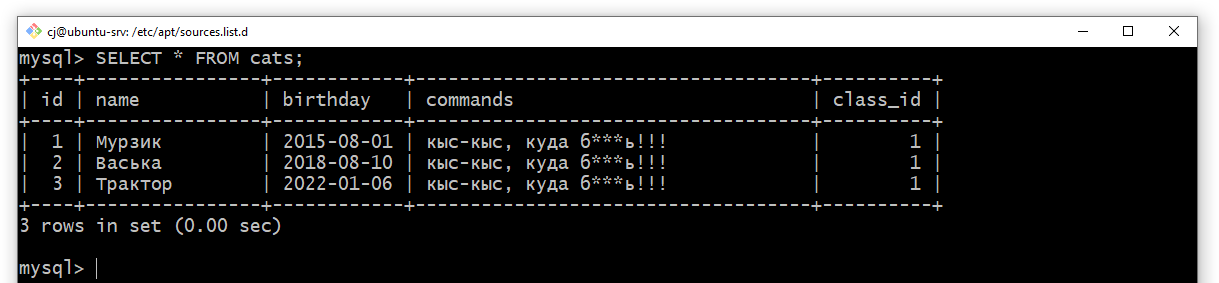 cj@ubuntu-srv: /etc/apt/sources.list.d
mysql> SELECT * FROM cats;
+----+----------------+------------+-------------------------------------+----------+
| id | name           | birthday   | commands                            | class_id |
+----+----------------+------------+-------------------------------------+----------+
|  1 | Мурзик         | 2015-08-01 | кыс-кыс, куда б***ь!!!              |        1 |
|  2 | Васька         | 2018-08-10 | кыс-кыс, куда б***ь!!!              |        1 |
|  3 | Трактор        | 2022-01-06 | кыс-кыс, куда б***ь!!!              |        1 |
+----+----------------+------------+-------------------------------------+----------+
3 rows in set (0.00 sec)
mysql>